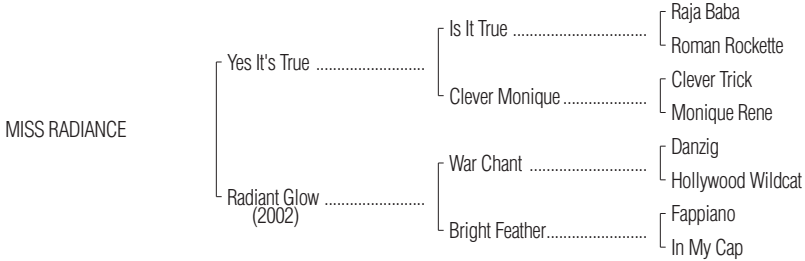 Raja Baba
Is It True ................................
Roman Rockette
Yes It's True ..........................
Clever Trick
Clever Monique ....................
Monique Rene
MISS RADIANCE
Danzig
War Chant ............................
Hollywood Wildcat
Radiant Glow ........................
(2002)
Fappiano
Bright Feather........................
In My Cap